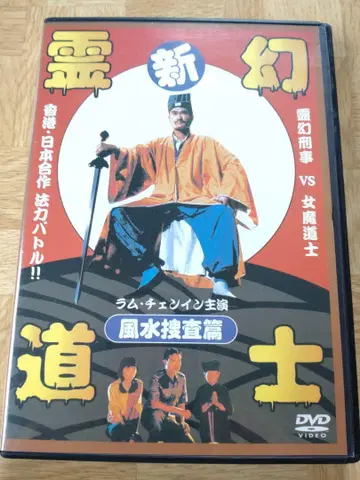 新
霊幻
道士
香港・日本合作 法力バトル!!
霊幻刑事 VS 女魔道士
ラム・チェンイン主演
風水捜査篇
DVD
VIDEO